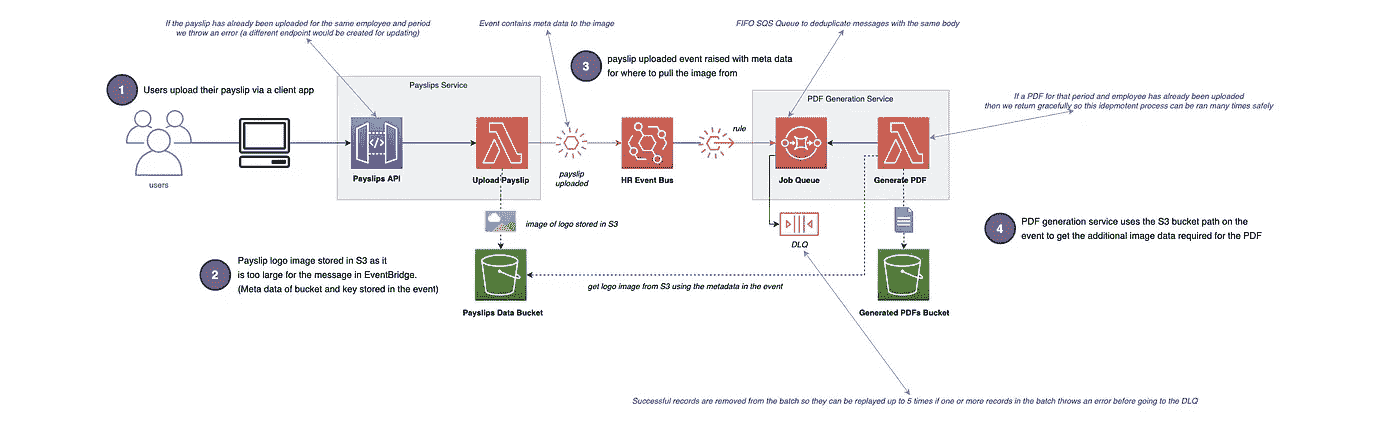 If the payslip has already been uploaded for the same employee and period
we throw an error (a different endpoint would be created for updating)
Event contains meta data to the image
FIFO SQS Queue to deduplicate messages with the same body
3
payslip uploaded event raised with meta data
for where to pull the image from
1
Users upload their payslip via a client app
Payslips Service
PDF Generation Service
If a PDF for that period and employee has already been uploaded
then we return gracefully so this idepmotent process can be ran many times safely
rule
users
Payslips API
Upload Payslip
payslip
uploaded
HR Event Bus
Job Queue
Generate PDF
image of logo stored in S3
DLQ
4
PDF generation service uses the S3 bucket path on the
event to get the additional image data required for the PDF
2
Payslip logo image stored in S3 as it
is too large for the message in EventBridge.
(Meta data of bucket and key stored in the event)
get logo image from S3 using the metadata in the event
Payslips Data Bucket
Generated PDFs Bucket
Successful records are removed from the batch so they can be replayed up to 5 times if one or more records in the batch throws an error before going to the DLQ